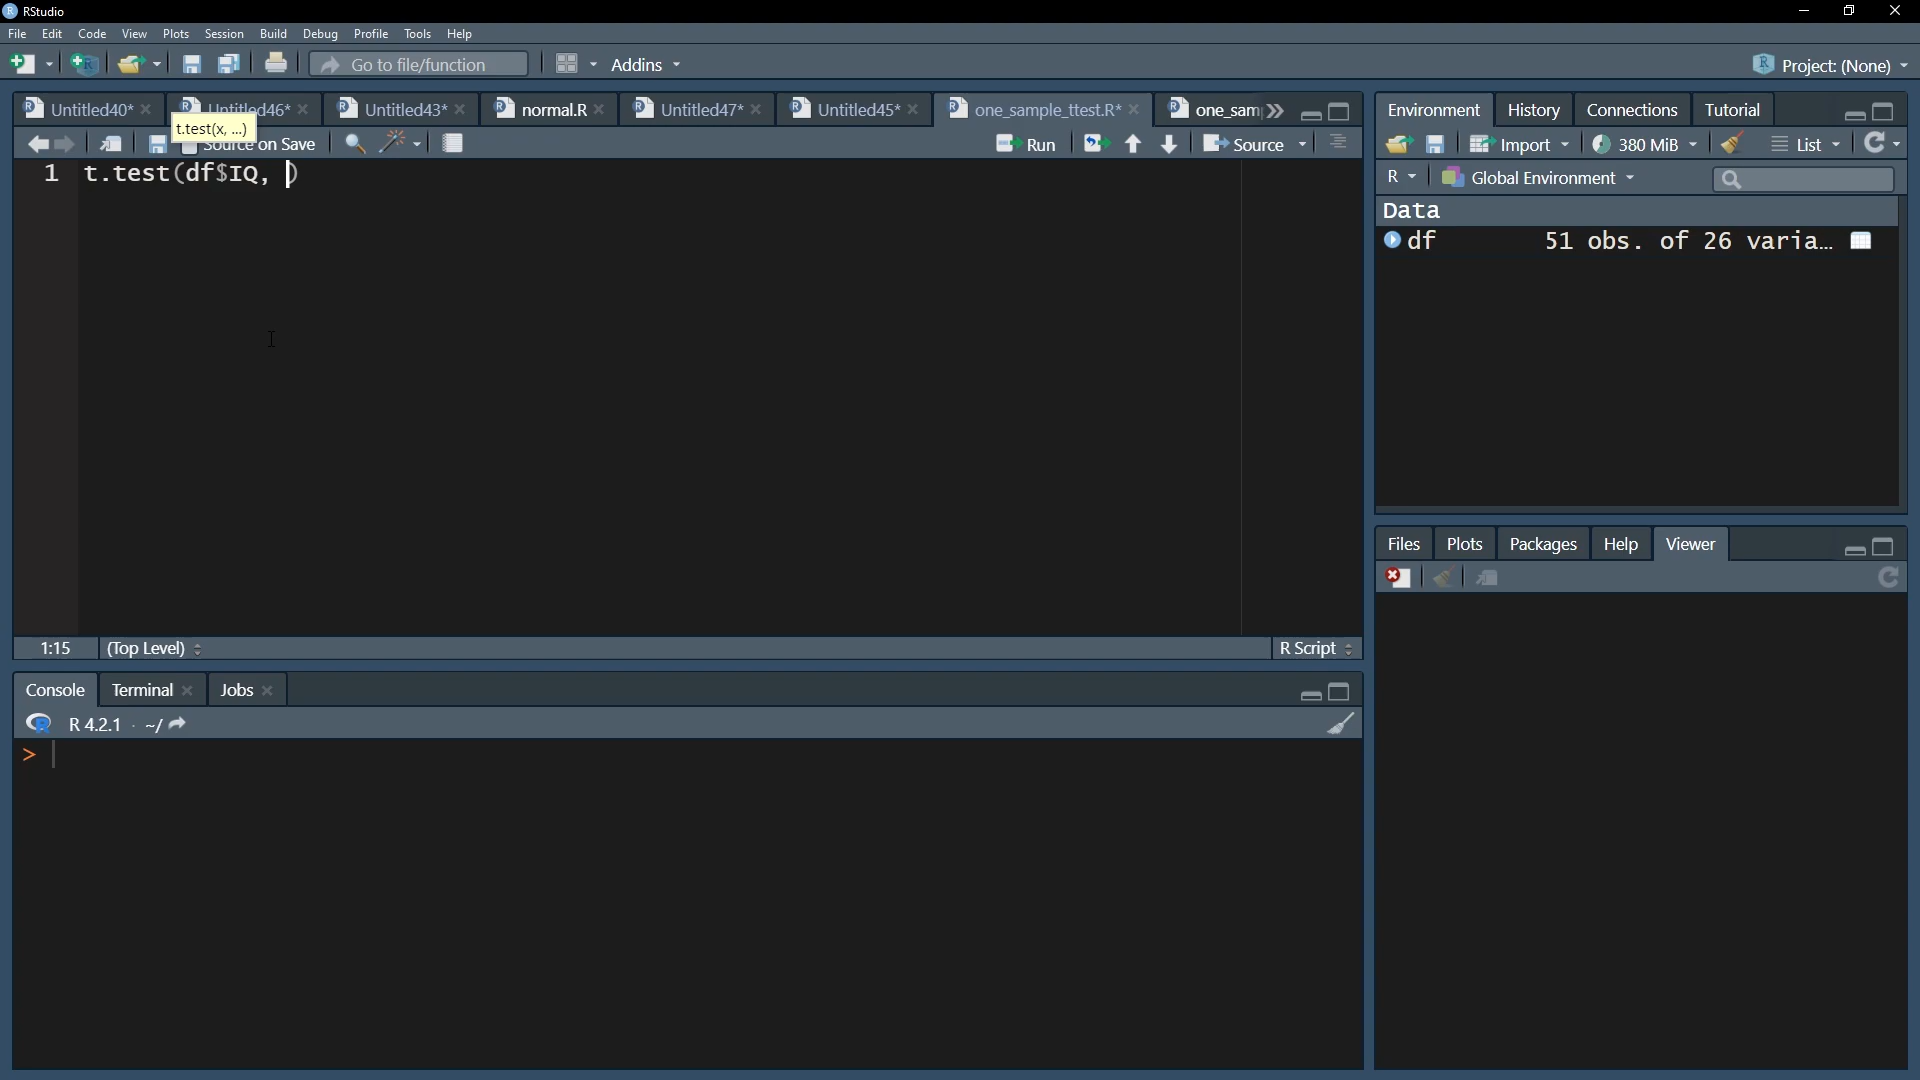 RStudio
File Edit Code View Plots Session Build Debug Profile Tools Help
Go to file/function Addins Project: (None)
Untitled40* Untitled46* Untitled43* normal.R Untitled47* Untitled45* one_sample_ttest.R* one_sam
t.test(x, ...)
Source on Save Run Source
1 t.test(df$IQ, )
1:15 (Top Level) R Script
Console Terminal Jobs
R 4.2.1 · ~/
>
Environment History Connections Tutorial
Import 380 MiB List
R Global Environment
Data
df 51 obs. of 26 varia…
Files Plots Packages Help Viewer